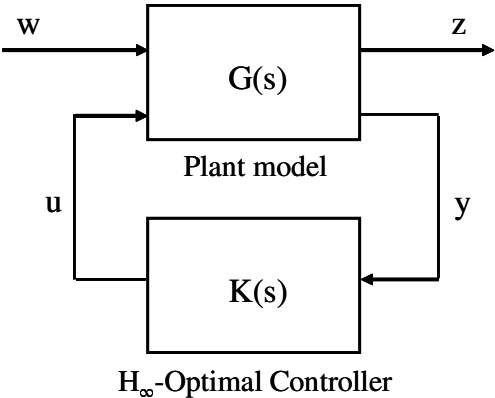 w
z
G(s)
Plant model
u
y
K(s)
H∞-Optimal Controller